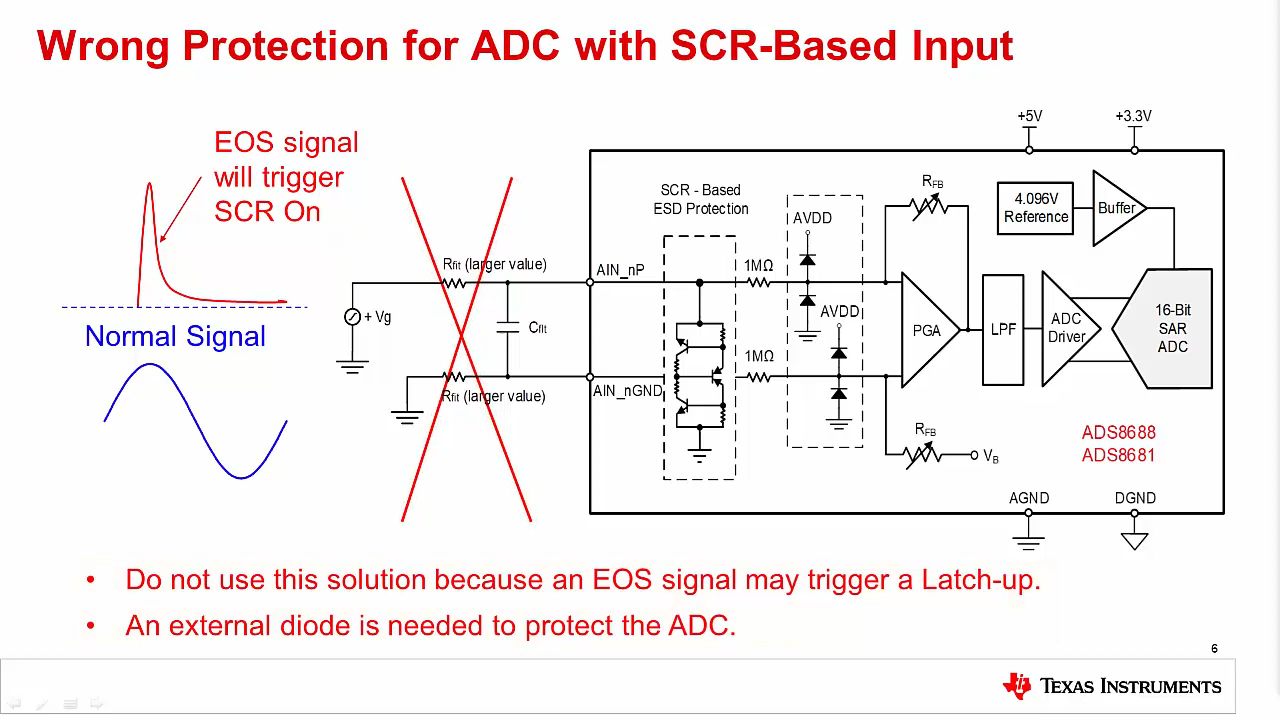 Wrong Protection for ADC with SCR-Based Input
EOS signal
will trigger
SCR On
Normal Signal
+ Vg
Rfit (larger value)
Cflt
Rfit (larger value)
AIN_nP
AIN_nGND
SCR - Based
ESD Protection
1MΩ
1MΩ
AVDD
AVDD
RFB
RFB
VB
PGA
LPF
ADC
Driver
4.096V
Reference
Buffer
16-Bit
SAR
ADC
+5V
+3.3V
ADS8688
ADS8681
AGND
DGND
• Do not use this solution because an EOS signal may trigger a Latch-up.
• An external diode is needed to protect the ADC.
6
TEXAS INSTRUMENTS